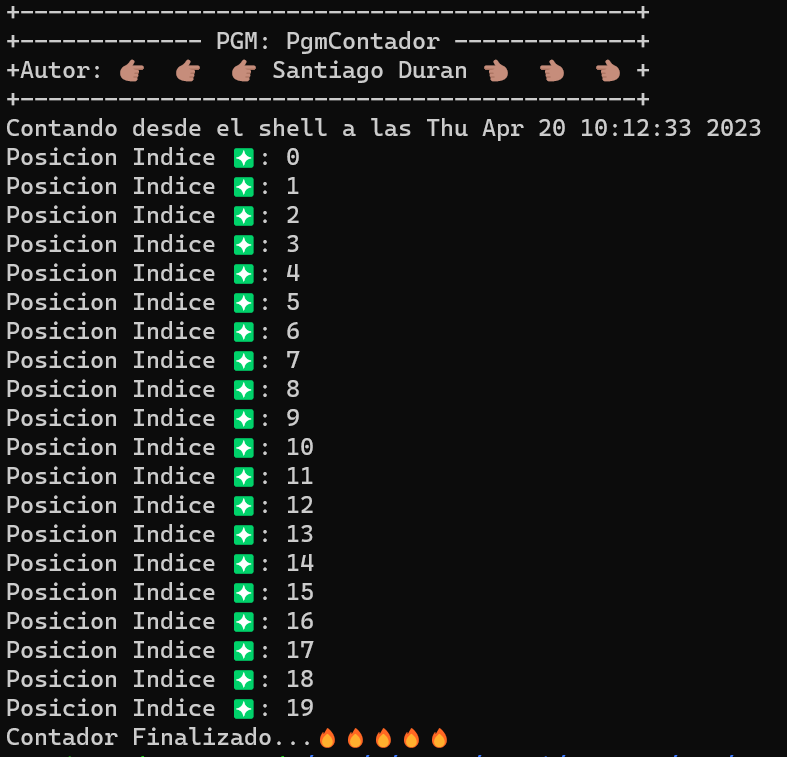 +--------------------------------------------+
+------------- PGM: PgmContador -------------+
+Autor: 👉🏽 👉🏽 👉🏽 Santiago Duran 👈🏽 👈🏽 👈🏽 +
+--------------------------------------------+
Contando desde el shell a las Thu Apr 20 10:12:33 2023
Posicion Indice ❇️: 0
Posicion Indice ❇️: 1
Posicion Indice ❇️: 2
Posicion Indice ❇️: 3
Posicion Indice ❇️: 4
Posicion Indice ❇️: 5
Posicion Indice ❇️: 6
Posicion Indice ❇️: 7
Posicion Indice ❇️: 8
Posicion Indice ❇️: 9
Posicion Indice ❇️: 10
Posicion Indice ❇️: 11
Posicion Indice ❇️: 12
Posicion Indice ❇️: 13
Posicion Indice ❇️: 14
Posicion Indice ❇️: 15
Posicion Indice ❇️: 16
Posicion Indice ❇️: 17
Posicion Indice ❇️: 18
Posicion Indice ❇️: 19
Contador Finalizado...🔥🔥🔥🔥🔥